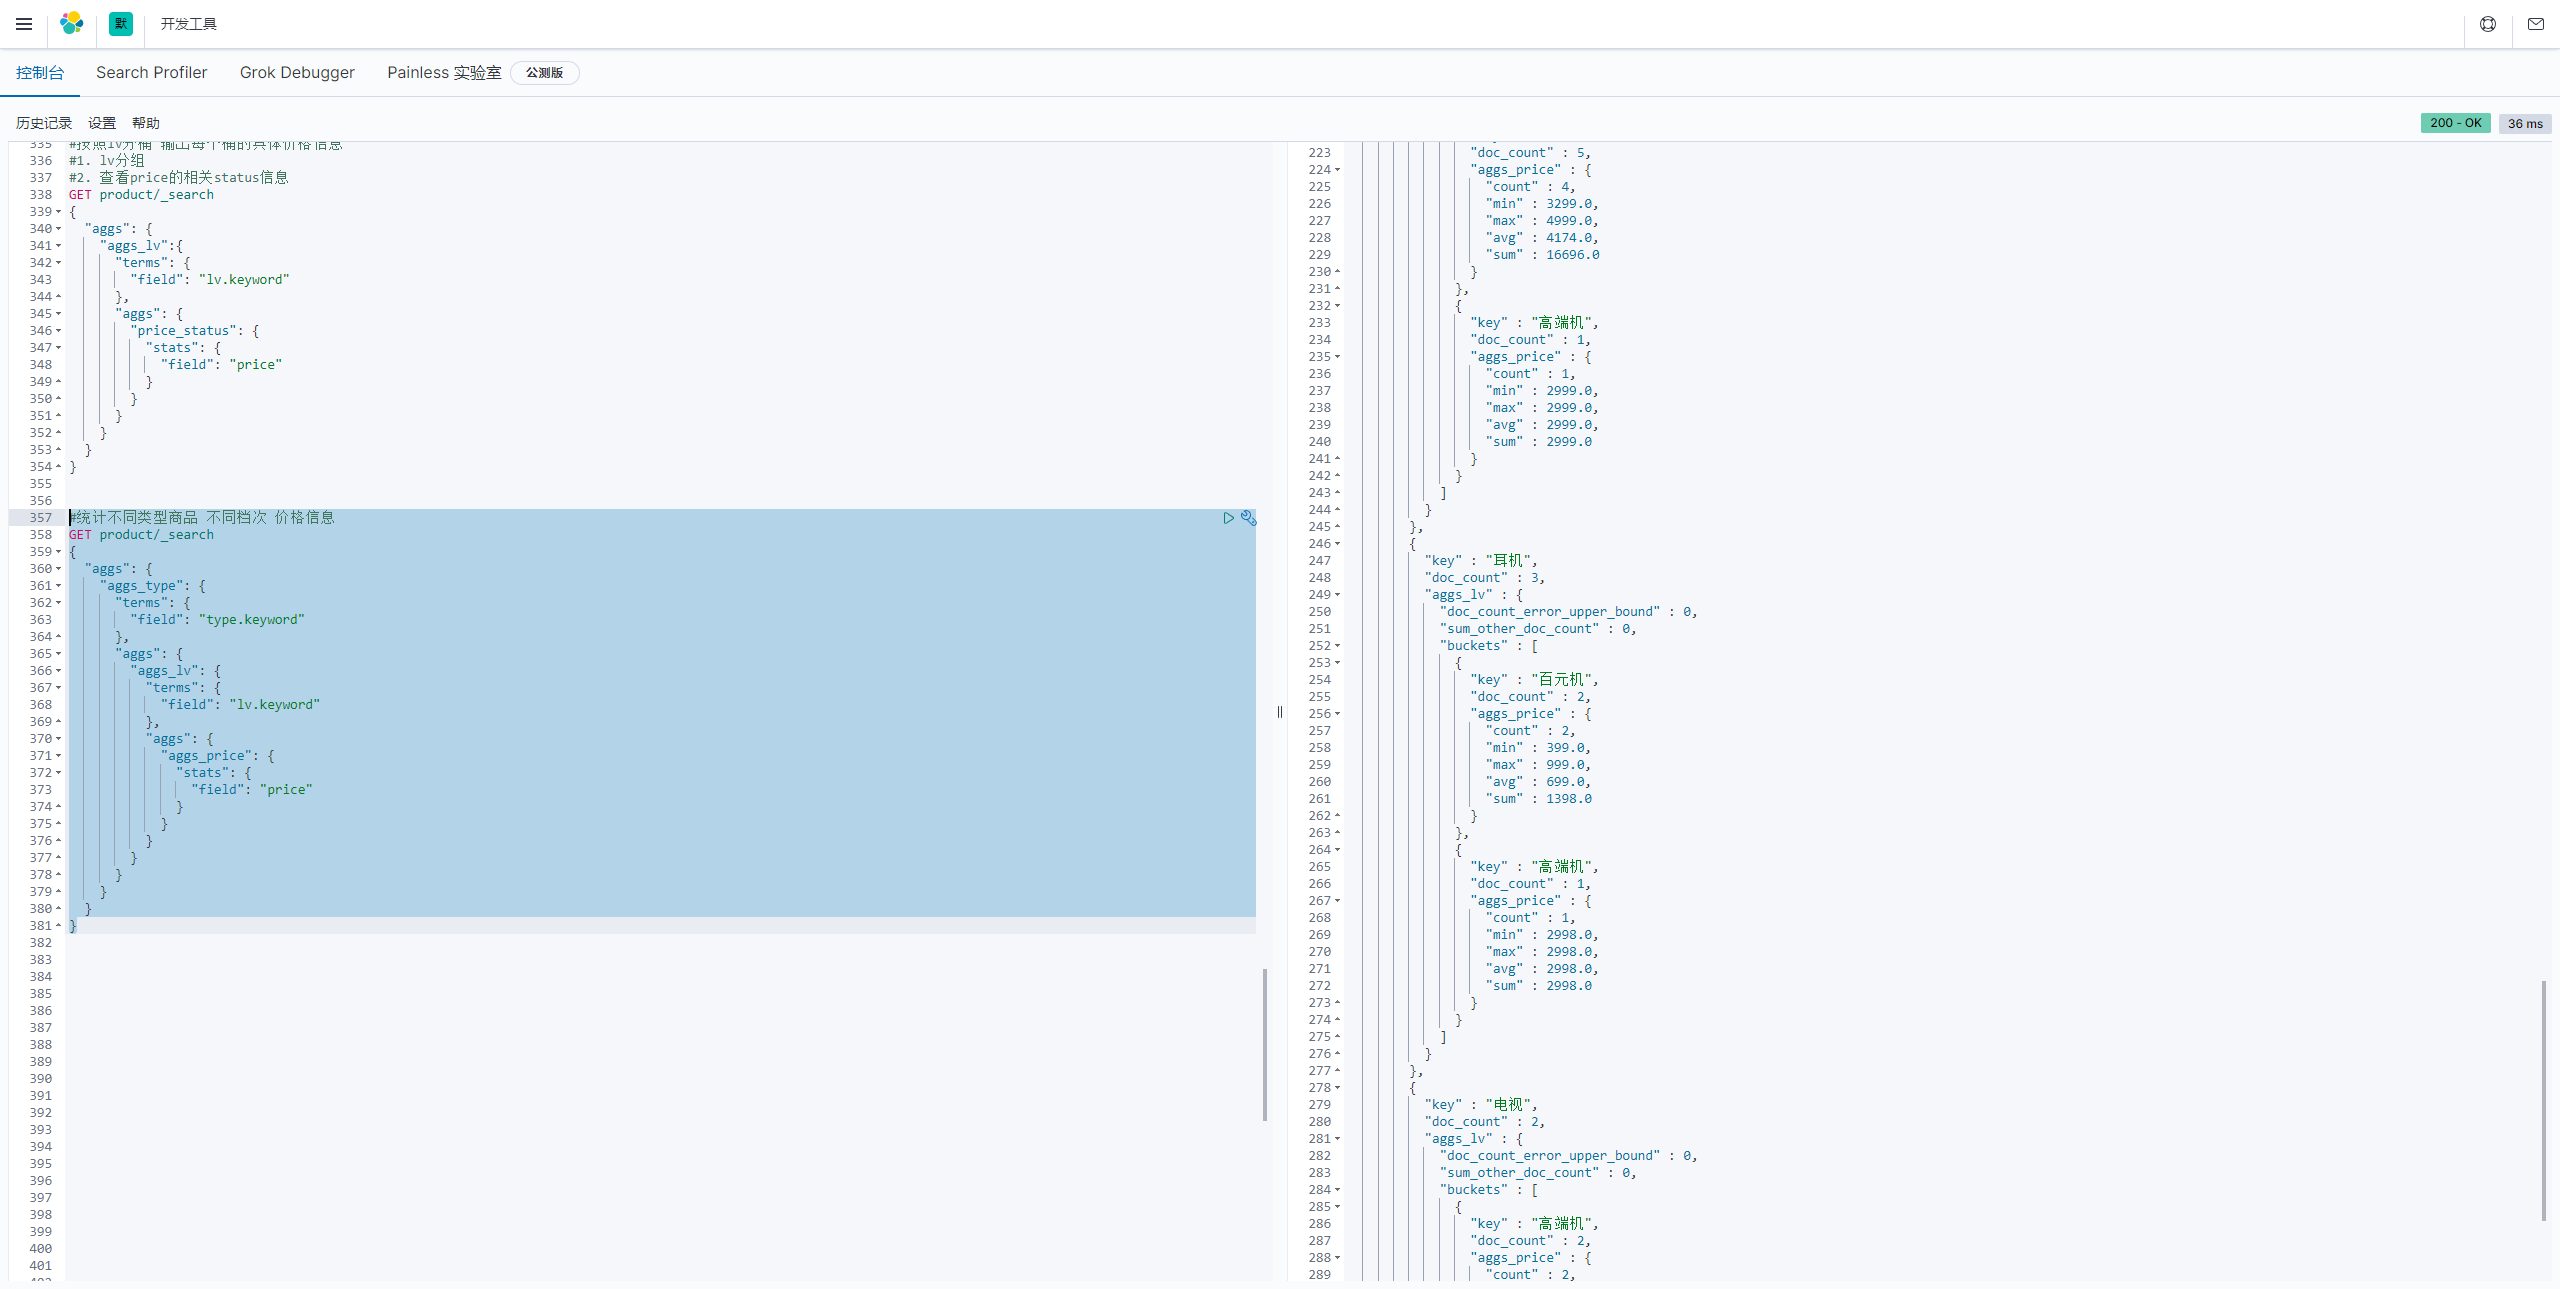 默 开发工具
控制台 Search Profiler Grok Debugger Painless 实验室 公测版
历史记录 设置 帮助
200 - OK 36 ms
335 #按照lv分桶 输出每个桶的具体价格信息
336 #1. lv分组
337 #2. 查看price的相关status信息
338 GET product/_search
339 {
340 "aggs": {
341 "aggs_lv":{
342 "terms": {
343 "field": "lv.keyword"
344 },
345 "aggs": {
346 "price_status": {
347 "stats": {
348 "field": "price"
349 }
350 }
351 }
352 }
353 }
354 }
355
356
357 #统计不同类型商品 不同档次 价格信息
358 GET product/_search
359 {
360 "aggs": {
361 "aggs_type": {
362 "terms": {
363 "field": "type.keyword"
364 },
365 "aggs": {
366 "aggs_lv": {
367 "terms": {
368 "field": "lv.keyword"
369 },
370 "aggs": {
371 "aggs_price": {
372 "stats": {
373 "field": "price"
374 }
375 }
376 }
377 }
378 }
379 }
380 }
381 }
382
383
384
385
386
387
388
389
390
391
392
393
394
395
396
397
398
399
400
401
223 "doc_count" : 5,
224 "aggs_price" : {
225 "count" : 4,
226 "min" : 3299.0,
227 "max" : 4999.0,
228 "avg" : 4174.0,
229 "sum" : 16696.0
230 }
231 },
232 {
233 "key" : "高端机",
234 "doc_count" : 1,
235 "aggs_price" : {
236 "count" : 1,
237 "min" : 2999.0,
238 "max" : 2999.0,
239 "avg" : 2999.0,
240 "sum" : 2999.0
241 }
242 }
243 ]
244 }
245 },
246 {
247 "key" : "耳机",
248 "doc_count" : 3,
249 "aggs_lv" : {
250 "doc_count_error_upper_bound" : 0,
251 "sum_other_doc_count" : 0,
252 "buckets" : [
253 {
254 "key" : "百元机",
255 "doc_count" : 2,
256 "aggs_price" : {
257 "count" : 2,
258 "min" : 399.0,
259 "max" : 999.0,
260 "avg" : 699.0,
261 "sum" : 1398.0
262 }
263 },
264 {
265 "key" : "高端机",
266 "doc_count" : 1,
267 "aggs_price" : {
268 "count" : 1,
269 "min" : 2998.0,
270 "max" : 2998.0,
271 "avg" : 2998.0,
272 "sum" : 2998.0
273 }
274 }
275 ]
276 }
277 },
278 {
279 "key" : "电视",
280 "doc_count" : 2,
281 "aggs_lv" : {
282 "doc_count_error_upper_bound" : 0,
283 "sum_other_doc_count" : 0,
284 "buckets" : [
285 {
286 "key" : "高端机",
287 "doc_count" : 2,
288 "aggs_price" : {
289 "count" : 2,